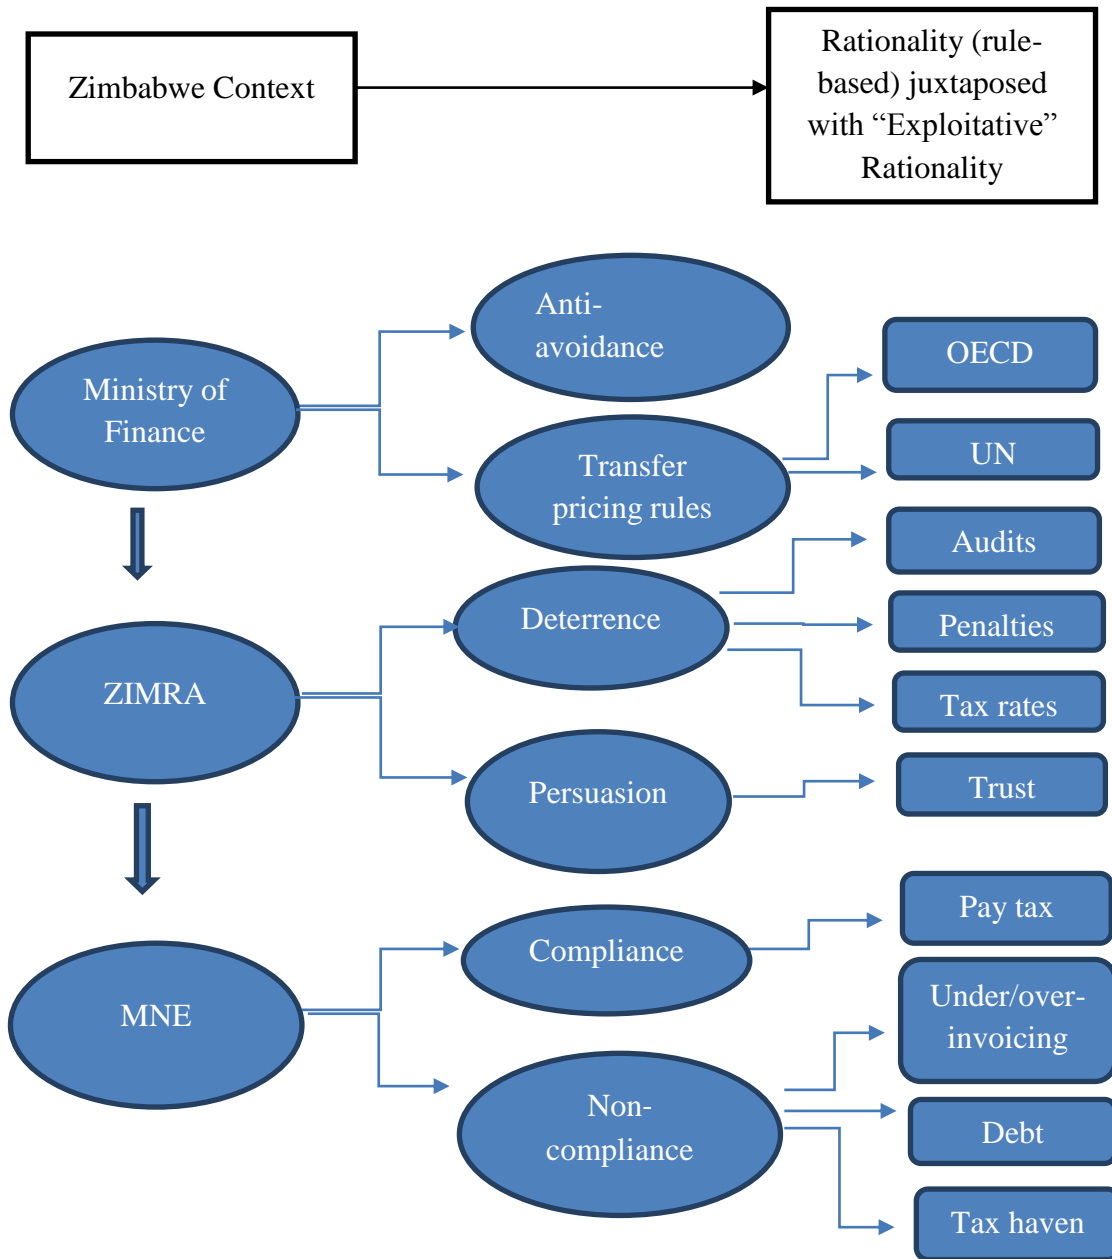 Zimbabwe Context
Rationality (rule-
based) juxtaposed
with “Exploitative”
Rationality
Anti-
avoidance
Ministry of
Finance
OECD
Transfer
pricing rules
UN
Audits
Deterrence
Penalties
ZIMRA
Tax rates
Persuasion
Trust
Compliance
Pay tax
MNE
Under/over-
invoicing
Non-
compliance
Debt
Tax haven